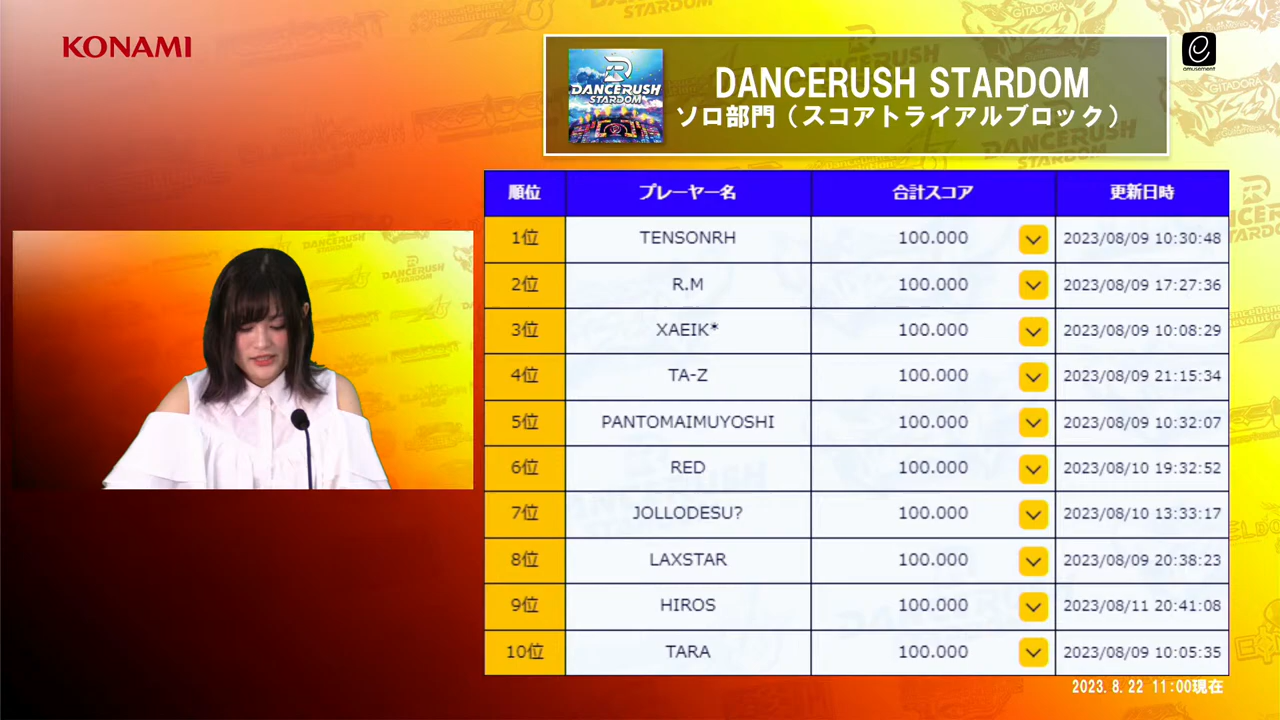 KONAMI
DANCERUSH STARDOM
DANCERUSH STARDOM
ソロ部門（スコアトライアルブロック）
amusement
順位 プレーヤー名 合計スコア 更新日時
1位 TENSONRH 100.000 2023/08/09 10:30:48
2位 R.M 100.000 2023/08/09 17:27:36
3位 XAEIK* 100.000 2023/08/09 10:08:29
4位 TA-Z 100.000 2023/08/09 21:15:34
5位 PANTOMAIMUYOSHI 100.000 2023/08/09 10:32:07
6位 RED 100.000 2023/08/10 19:32:52
7位 JOLLODESU? 100.000 2023/08/10 13:33:17
8位 LAXSTAR 100.000 2023/08/09 20:38:23
9位 HIROS 100.000 2023/08/11 20:41:08
10位 TARA 100.000 2023/08/09 10:05:35
2023.8.22 11:00現在